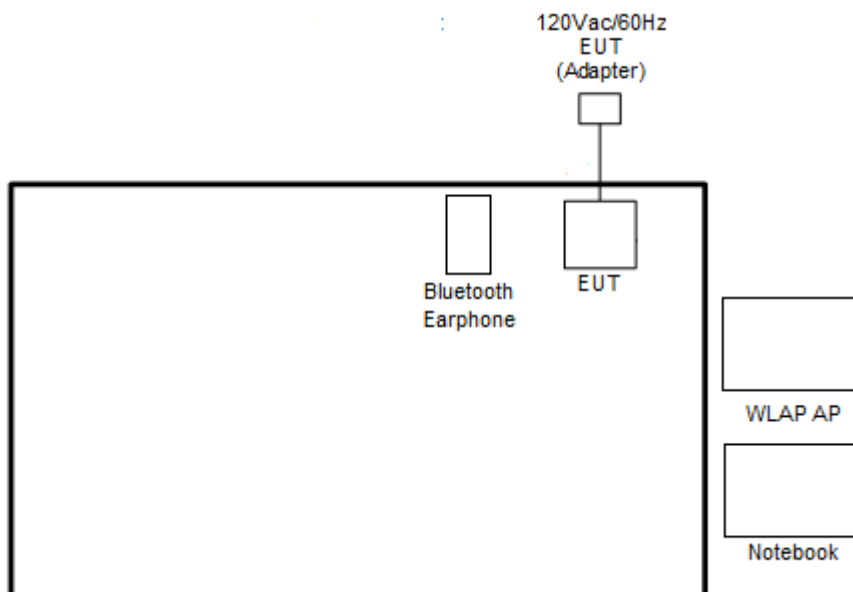 :
120Vac/60Hz
EUT
(Adapter)
Bluetooth
Earphone
EUT
WLAP AP
Notebook